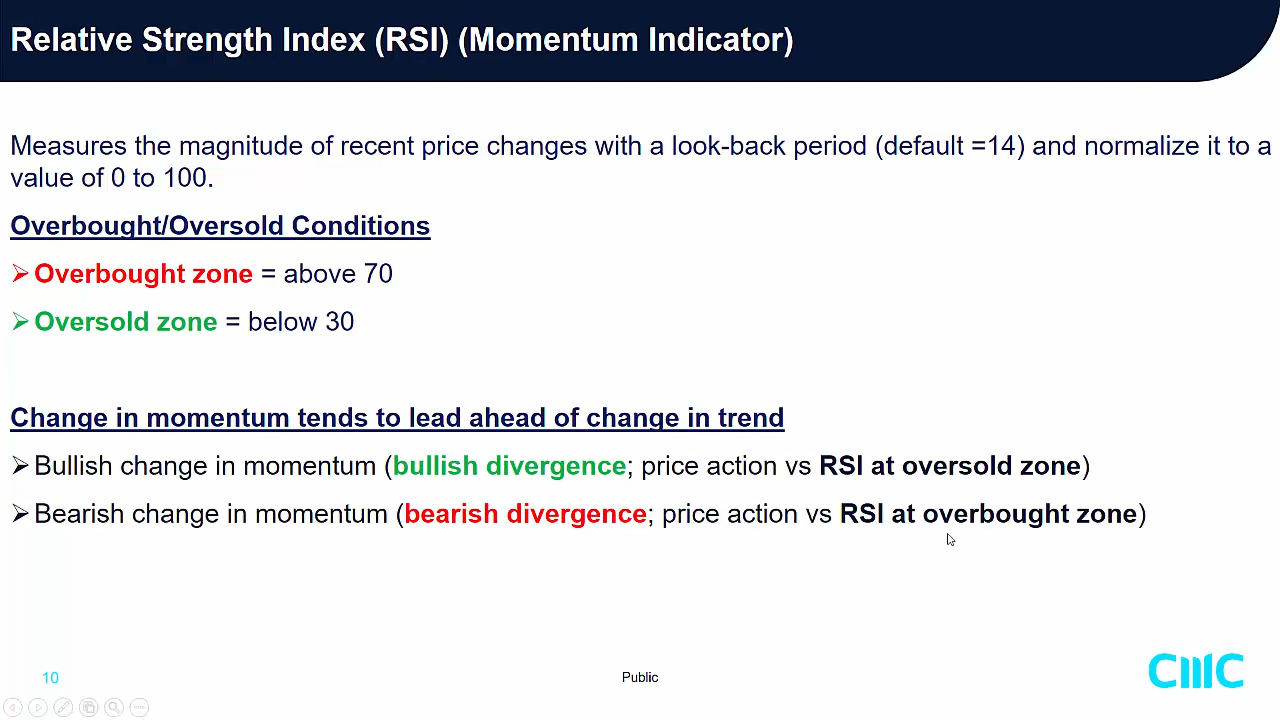 Relative Strength Index (RSI) (Momentum Indicator)
Measures the magnitude of recent price changes with a look-back period (default =14) and normalize it to a
value of 0 to 100.
Overbought/Oversold Conditions
Overbought zone = above 70
Oversold zone = below 30
Change in momentum tends to lead ahead of change in trend
Bullish change in momentum (bullish divergence; price action vs RSI at oversold zone)
Bearish change in momentum (bearish divergence; price action vs RSI at overbought zone)
10
Public
CMC